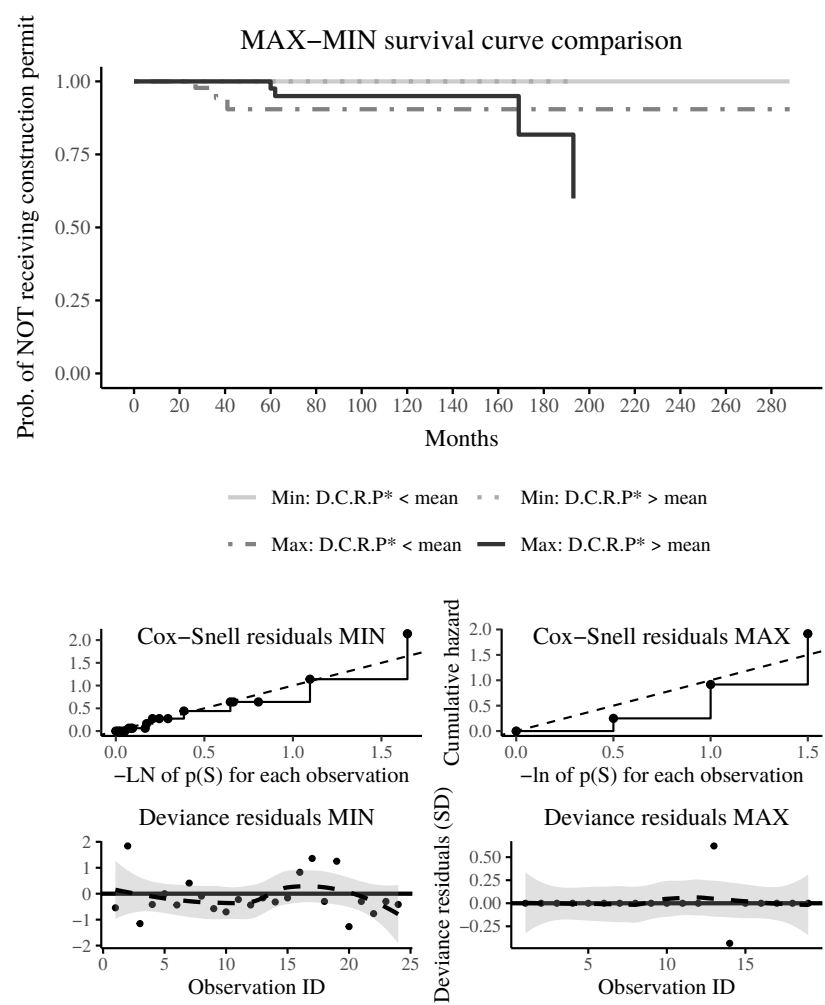 MAX−MIN survival curve comparison
Prob. of NOT receiving construction permit
1.00
0.75
0.50
0.25
0.00
0 20 40 60 80 100 120 140 160 180 200 220 240 260 280
Months
Min: D.C.R.P* < mean Min: D.C.R.P* > mean
Max: D.C.R.P* < mean Max: D.C.R.P* > mean
Cox−Snell residuals MIN
2.0
1.5
1.0
0.5
0.0
0.0 0.5 1.0 1.5
−LN of p(S) for each observation
Cox−Snell residuals MAX
Cumulative hazard
2.0
1.5
1.0
0.5
0.0
0.0 0.5 1.0 1.5
−ln of p(S) for each observation
Deviance residuals MIN
2
1
0
−1
−2
0 5 10 15 20 25
Observation ID
Deviance residuals MAX
Deviance residuals (SD)
0.50
0.25
0.00
−0.25
5 10 15
Observation ID